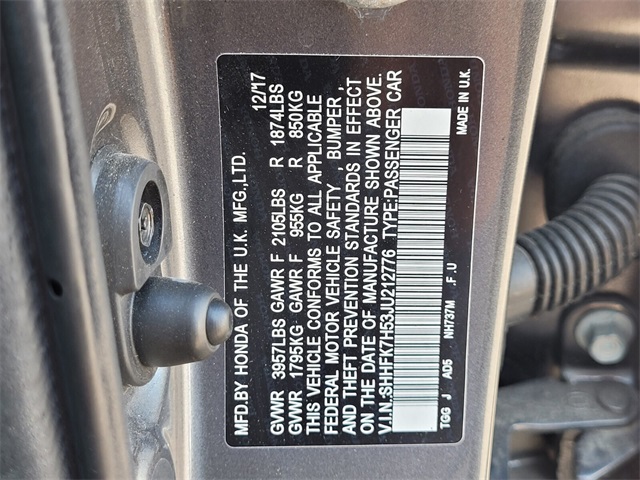 MFD.BY HONDA OF THE U.K. MFG.,LTD. 12/17
GVWR 3957LBS GAWR F 2105LBS R 1874LBS
GVWR 1795KG GAWR F 955KG R 850KG
THIS VEHICLE CONFORMS TO ALL APPLICABLE
FEDERAL MOTOR VEHICLE SAFETY , BUMPER ,
AND THEFT PREVENTION STANDARDS IN EFFECT
ON THE DATE OF MANUFACTURE SHOWN ABOVE.
V.I.N.:SHHFK7H53JU212776 TYPE:PASSENGER CAR
TGG J A05 NH737M .F .U MADE IN U.K.